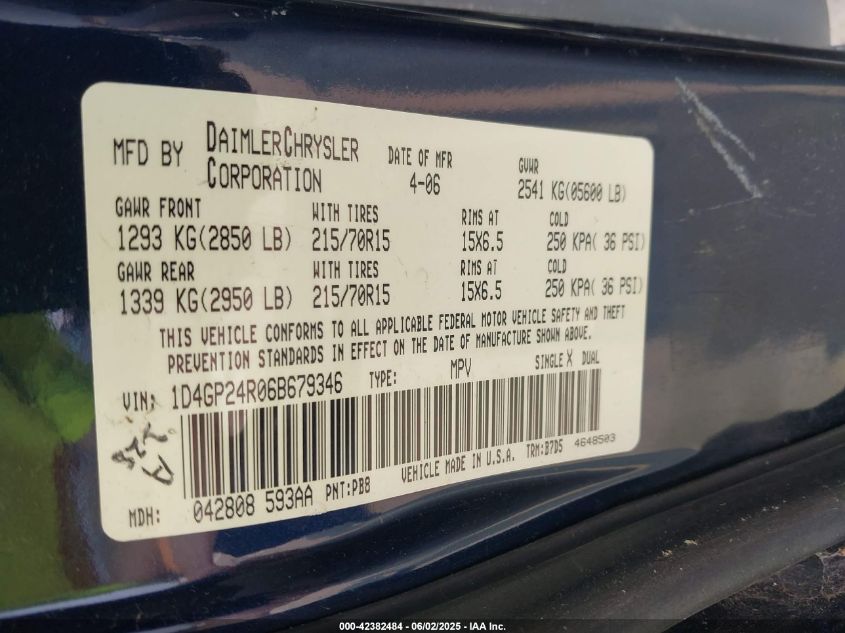 MFD BY DAIMLERCHRYSLER CORPORATION DATE OF MFR 4-06 GVWR 2541 KG(05600 LB)
GAWR FRONT WITH TIRES RIMS AT COLD
1293 KG(2850 LB) 215/70R15 15X6.5 250 KPA( 36 PSI)
GAWR REAR WITH TIRES RIMS AT COLD
1339 KG(2950 LB) 215/70R15 15X6.5 250 KPA( 36 PSI)
THIS VEHICLE CONFORMS TO ALL APPLICABLE FEDERAL MOTOR VEHICLE SAFETY AND THEFT
PREVENTION STANDARDS IN EFFECT ON THE DATE OF MANUFACTURE SHOWN ABOVE.
VIN: 1D4GP24R06B679346 TYPE: MPV SINGLE X DUAL
MDH: 042808 593AA PNT:PB8 VEHICLE MADE IN U.S.A. TRM:B7D5 4648503
000-42382484 - 06/02/2025 - IAA Inc.